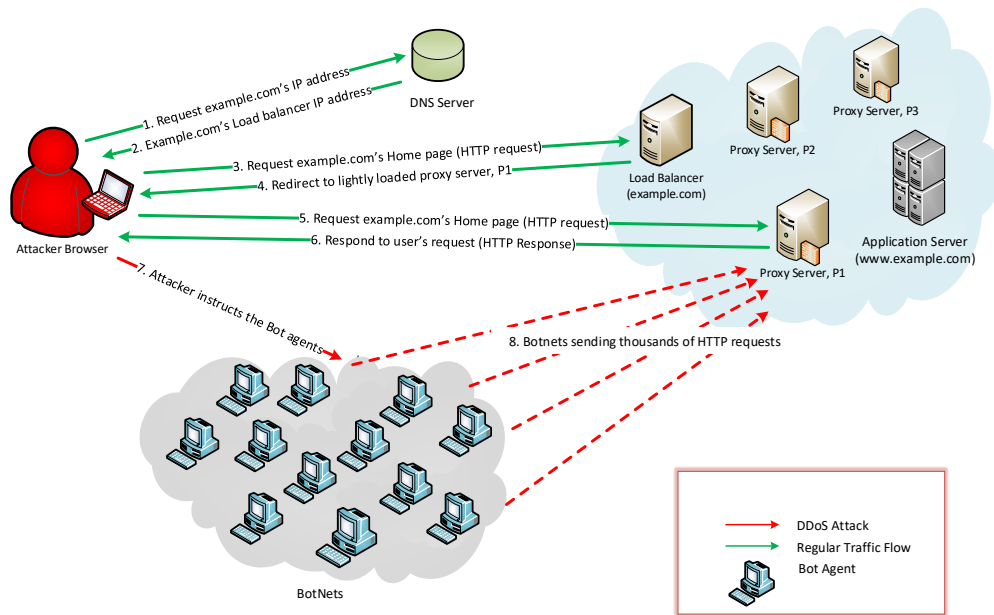 1. Request example.com's IP address
2. Example.com's Load balancer IP address
DNS Server
3. Request example.com's Home page (HTTP request)
4. Redirect to lightly loaded proxy server, P1
Load Balancer
(example.com)
Proxy Server, P2
Proxy Server, P3
5. Request example.com's Home page (HTTP request)
6. Respond to user's request (HTTP Response)
Attacker Browser
Proxy Server, P1
Application Server
(www.example.com)
7. Attacker instructs the Bot agents
8. Botnets sending thousands of HTTP requests
BotNets
DDoS Attack
Regular Traffic Flow
Bot Agent